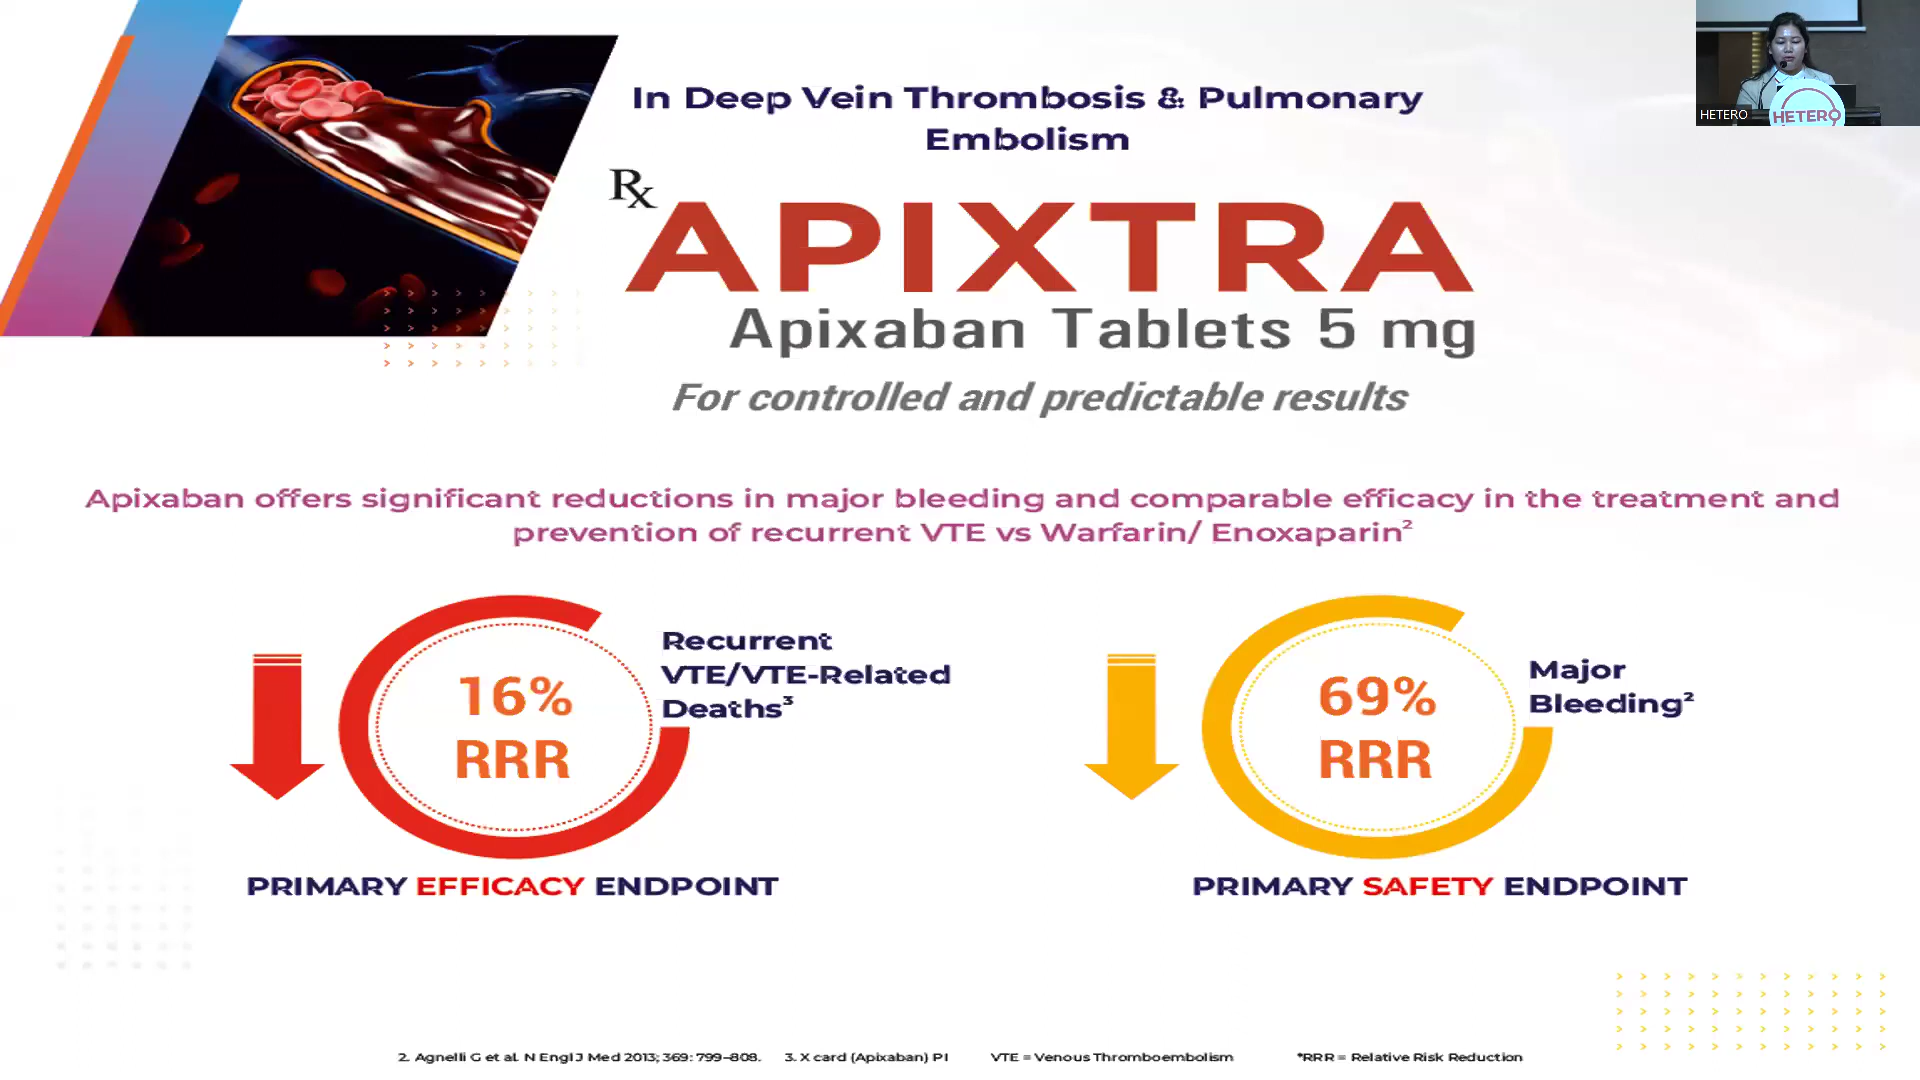 In Deep Vein Thrombosis & Pulmonary
Embolism
Rx
APIXTRA
Apixaban Tablets 5 mg
For controlled and predictable results
HETERO
HETERO
Apixaban offers significant reductions in major bleeding and comparable efficacy in the treatment and
prevention of recurrent VTE vs Warfarin/ Enoxaparin²
16%
RRR
Recurrent
VTE/VTE-Related
Deaths³
PRIMARY EFFICACY ENDPOINT
69%
RRR
Major
Bleeding²
PRIMARY SAFETY ENDPOINT
2. Agnelli G et al. N Engl J Med 2013; 369: 799–808. 3. X card (Apixaban) PI VTE = Venous Thromboembolism *RRR = Relative Risk Reduction